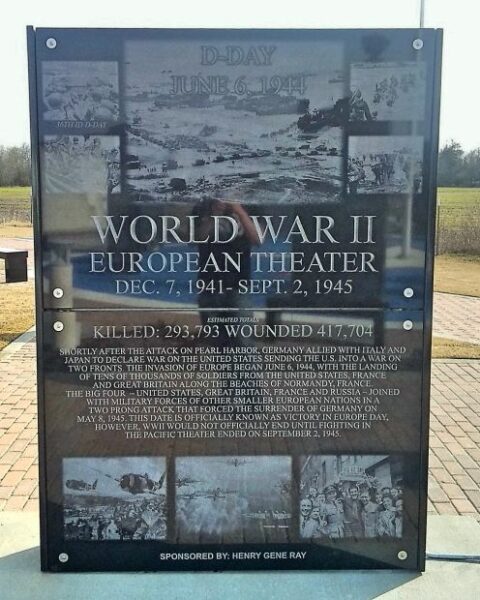 D-DAY
JUNE 6, 1944
16TH ID D-DAY
WORLD WAR II
EUROPEAN THEATER
DEC. 7, 1941- SEPT. 2, 1945
ESTIMATED TOTALS
KILLED: 293,793 WOUNDED 417,704
SHORTLY AFTER THE ATTACK ON PEARL HARBOR, GERMANY ALLIED WITH ITALY AND
JAPAN TO DECLARE WAR ON THE UNITED STATES SENDING THE U.S. INTO A WAR ON
TWO FRONTS. THE INVASION OF EUROPE BEGAN JUNE 6, 1944, WITH THE LANDING
OF TENS OF THOUSANDS OF SOLDIERS FROM THE UNITED STATES, FRANCE
AND GREAT BRITAIN ALONG THE BEACHES OF NORMANDY, FRANCE.
THE BIG FOUR – UNITED STATES, GREAT BRITAIN, FRANCE AND RUSSIA – JOINED
WITH MILITARY FORCES OF OTHER SMALLER EUROPEAN NATIONS IN A
TWO PRONG ATTACK THAT FORCED THE SURRENDER OF GERMANY ON
MAY 8, 1945. THIS DATE IS OFFICIALLY KNOWN AS VICTORY IN EUROPE DAY,
HOWEVER, WWII WOULD NOT OFFICIALLY END UNTIL FIGHTING IN
THE PACIFIC THEATER ENDED ON SEPTEMBER 2, 1945.
SPONSORED BY: HENRY GENE RAY